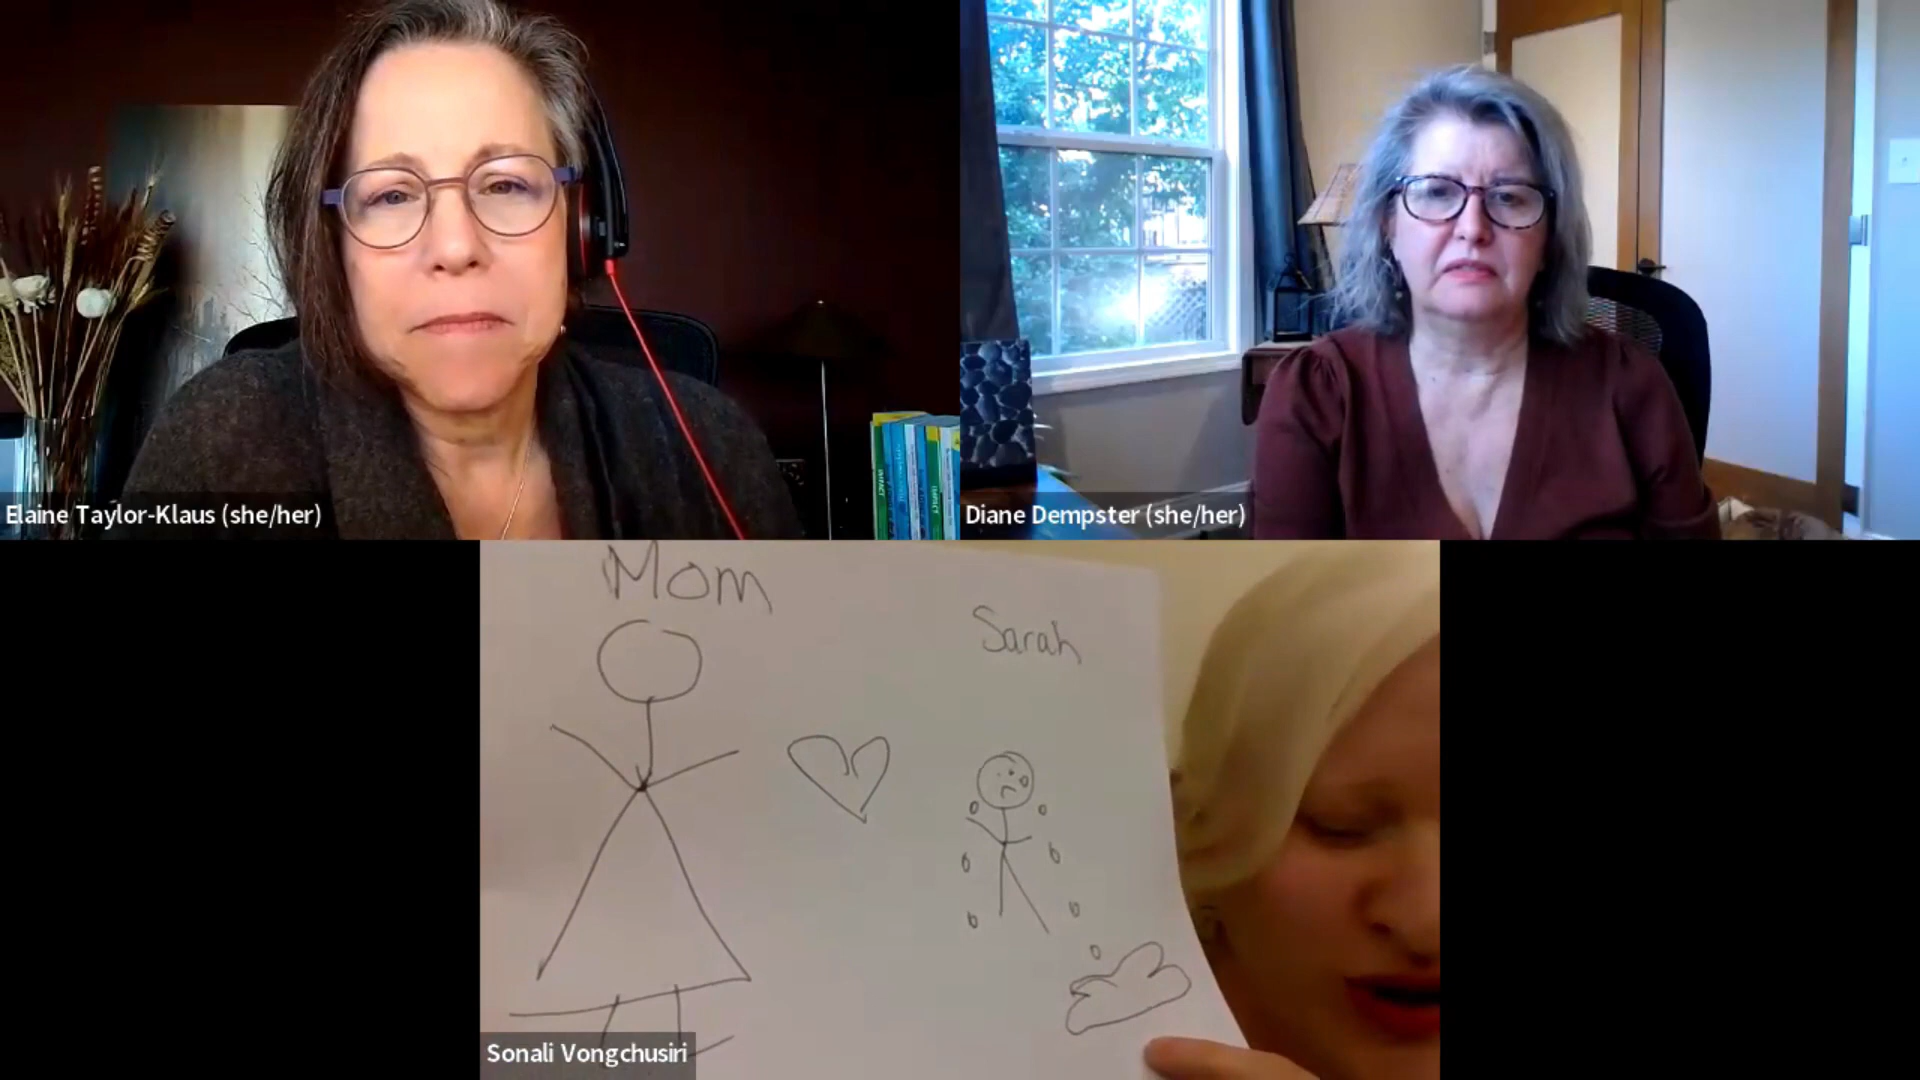 Elaine Taylor-Klaus (she/her)
Diane Dempster (she/her)
Mom
Sarah
Sonali Vongchusiri